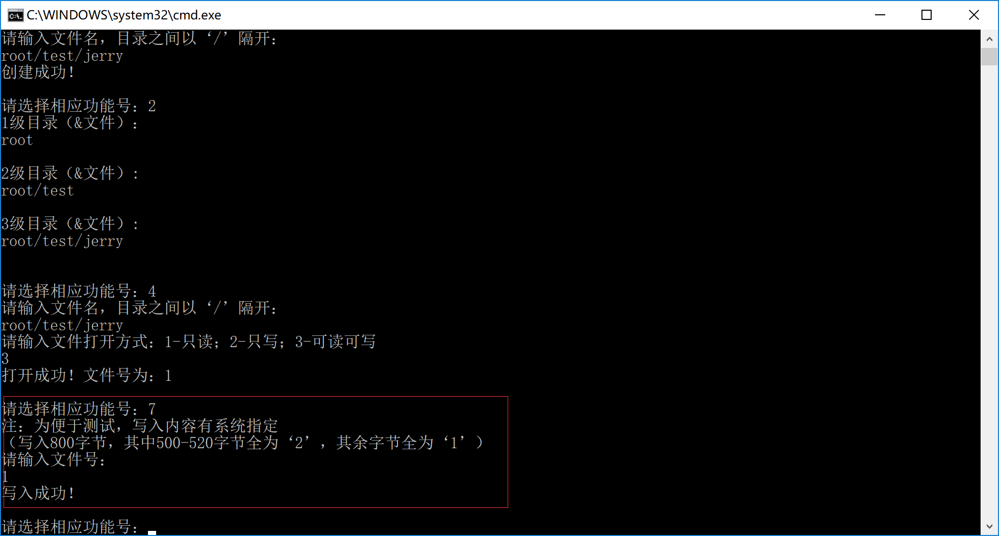 C:\WINDOWS\system32\cmd.exe
请输入文件名，目录之间以‘/’隔开：
root/test/jerry
创建成功！
请选择相应功能号：2
1级目录（&文件）：
root
2级目录（&文件）:
root/test
3级目录（&文件）:
root/test/jerry
请选择相应功能号：4
请输入文件名，目录之间以‘/’隔开：
root/test/jerry
请输入文件打开方式：1-只读；2-只写；3-可读可写
3
打开成功！文件号为：1
请选择相应功能号：7
注：为便于测试，写入内容有系统指定
（写入800字节，其中500-520字节全为‘2’，其余字节全为‘1’）
请输入文件号：
1
写入成功！
请选择相应功能号：